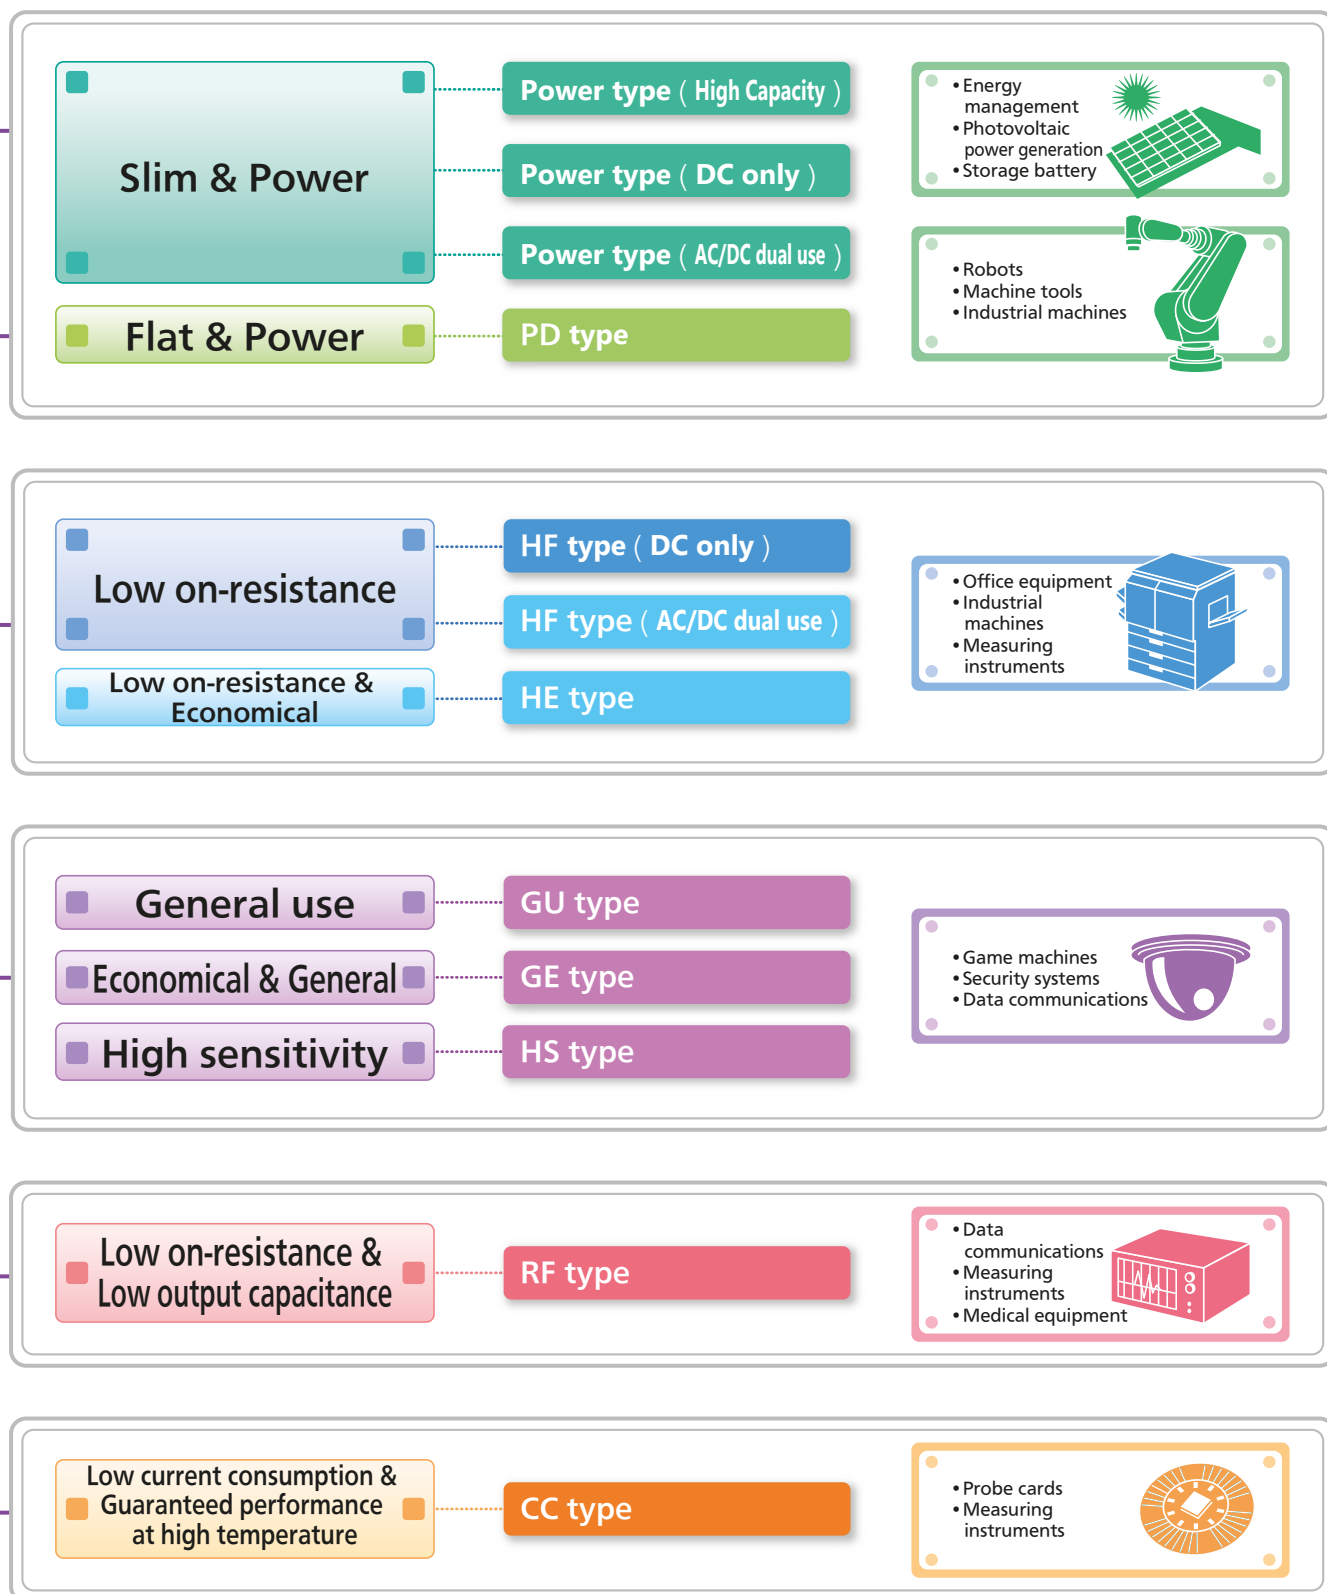 Slim & Power
Power type ( High Capacity )
Power type ( DC only )
Power type ( AC/DC dual use )
Flat & Power
PD type
• Energy
management
• Photovoltaic
power generation
• Storage battery
• Robots
• Machine tools
• Industrial machines
Low on-resistance
HF type ( DC only )
HF type ( AC/DC dual use )
Low on-resistance &
Economical
HE type
• Office equipment
• Industrial
machines
• Measuring
instruments
General use
GU type
Economical & General
GE type
High sensitivity
HS type
• Game machines
• Security systems
• Data communications
Low on-resistance &
Low output capacitance
RF type
• Data
communications
• Measuring
instruments
• Medical equipment
Low current consumption &
Guaranteed performance
at high temperature
CC type
• Probe cards
• Measuring
instruments